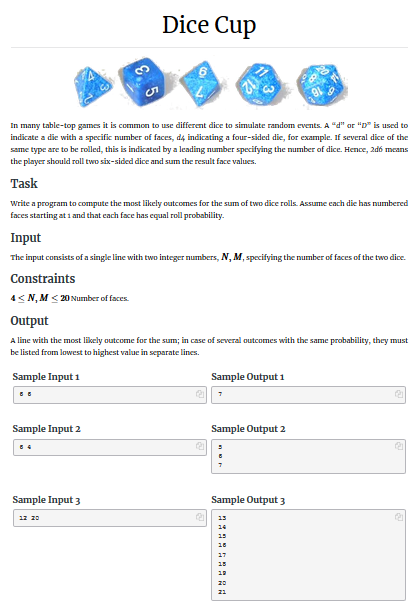 Dice Cup
In many table-top games it is common to use different dice to simulate random events. A “d” or “D” is used to
indicate a die with a specific number of faces, d4 indicating a four-sided die, for example. If several dice of the
same type are to be rolled, this is indicated by a leading number specifying the number of dice. Hence, 2d6 means
the player should roll two six-sided dice and sum the result face values.
Task
Write a program to compute the most likely outcomes for the sum of two dice rolls. Assume each die has numbered
faces starting at 1 and that each face has equal roll probability.
Input
The input consists of a single line with two integer numbers, N, M, specifying the number of faces of the two dice.
Constraints
4 ≤ N, M ≤ 20 Number of faces.
Output
A line with the most likely outcome for the sum; in case of several outcomes with the same probability, they must
be listed from lowest to highest value in separate lines.
Sample Input 1 Sample Output 1
6 6 7
Sample Input 2 Sample Output 2
6 4 5
6
7
Sample Input 3 Sample Output 3
12 20 13
14
15
16
17
18
19
20
21